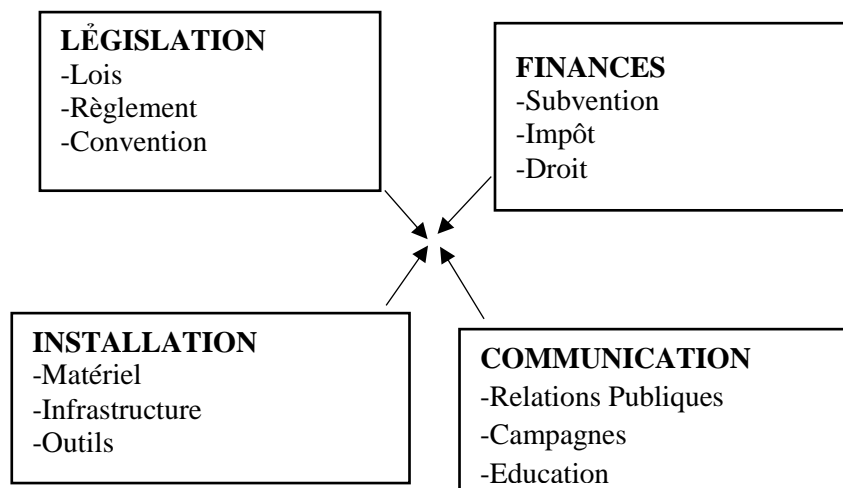 LẺGISLATION
-Lois
-Règlement
-Convention
FINANCES
-Subvention
-Impôt
-Droit
INSTALLATION
-Matériel
-Infrastructure
-Outils
COMMUNICATION
-Relations Publiques
-Campagnes
-Education